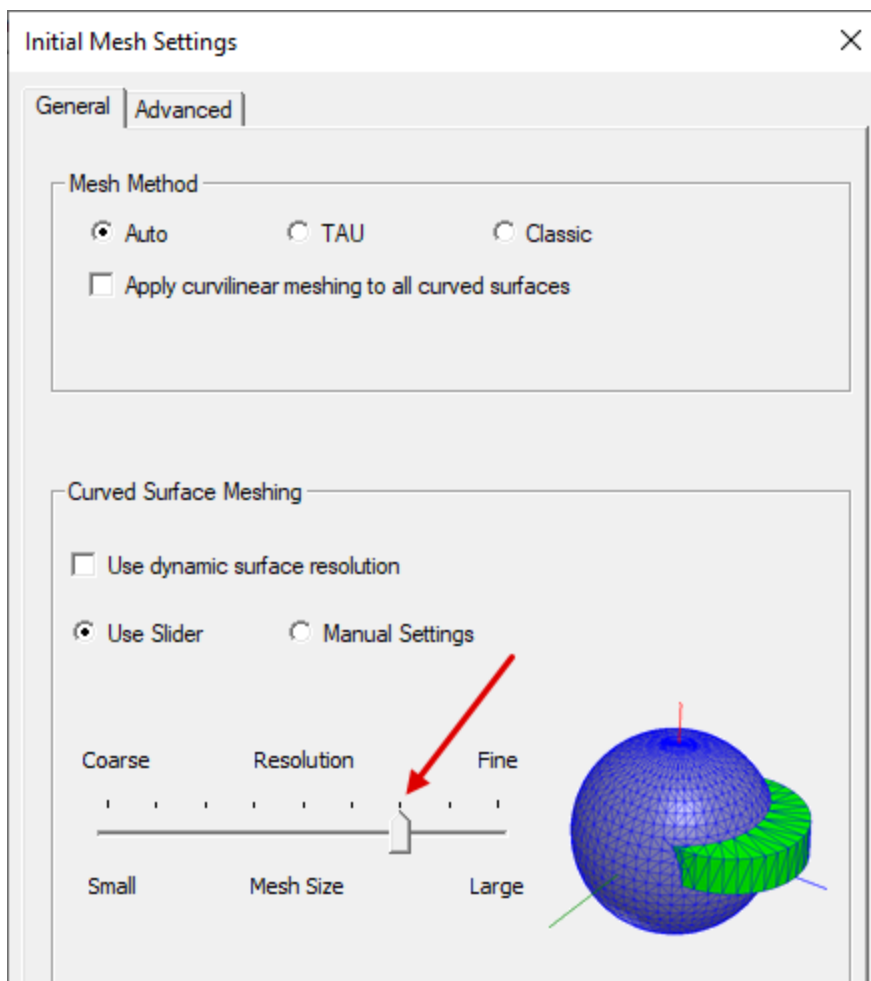 Initial Mesh Settings
General Advanced
Mesh Method
Auto TAU Classic
Apply curvilinear meshing to all curved surfaces
Curved Surface Meshing
Use dynamic surface resolution
Use Slider Manual Settings
Coarse Resolution Fine
Small Mesh Size Large